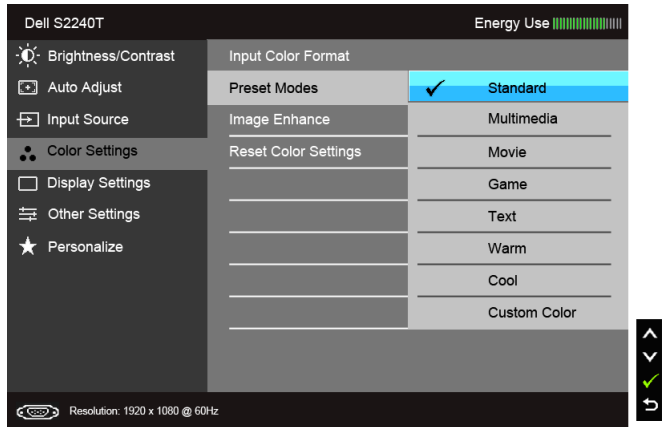 Dell S2240T
Energy Use
Brightness/Contrast
Auto Adjust
Input Source
Color Settings
Display Settings
Other Settings
Personalize
Input Color Format
Preset Modes
Image Enhance
Reset Color Settings
Standard
Multimedia
Movie
Game
Text
Warm
Cool
Custom Color
Resolution: 1920 x 1080 @ 60Hz